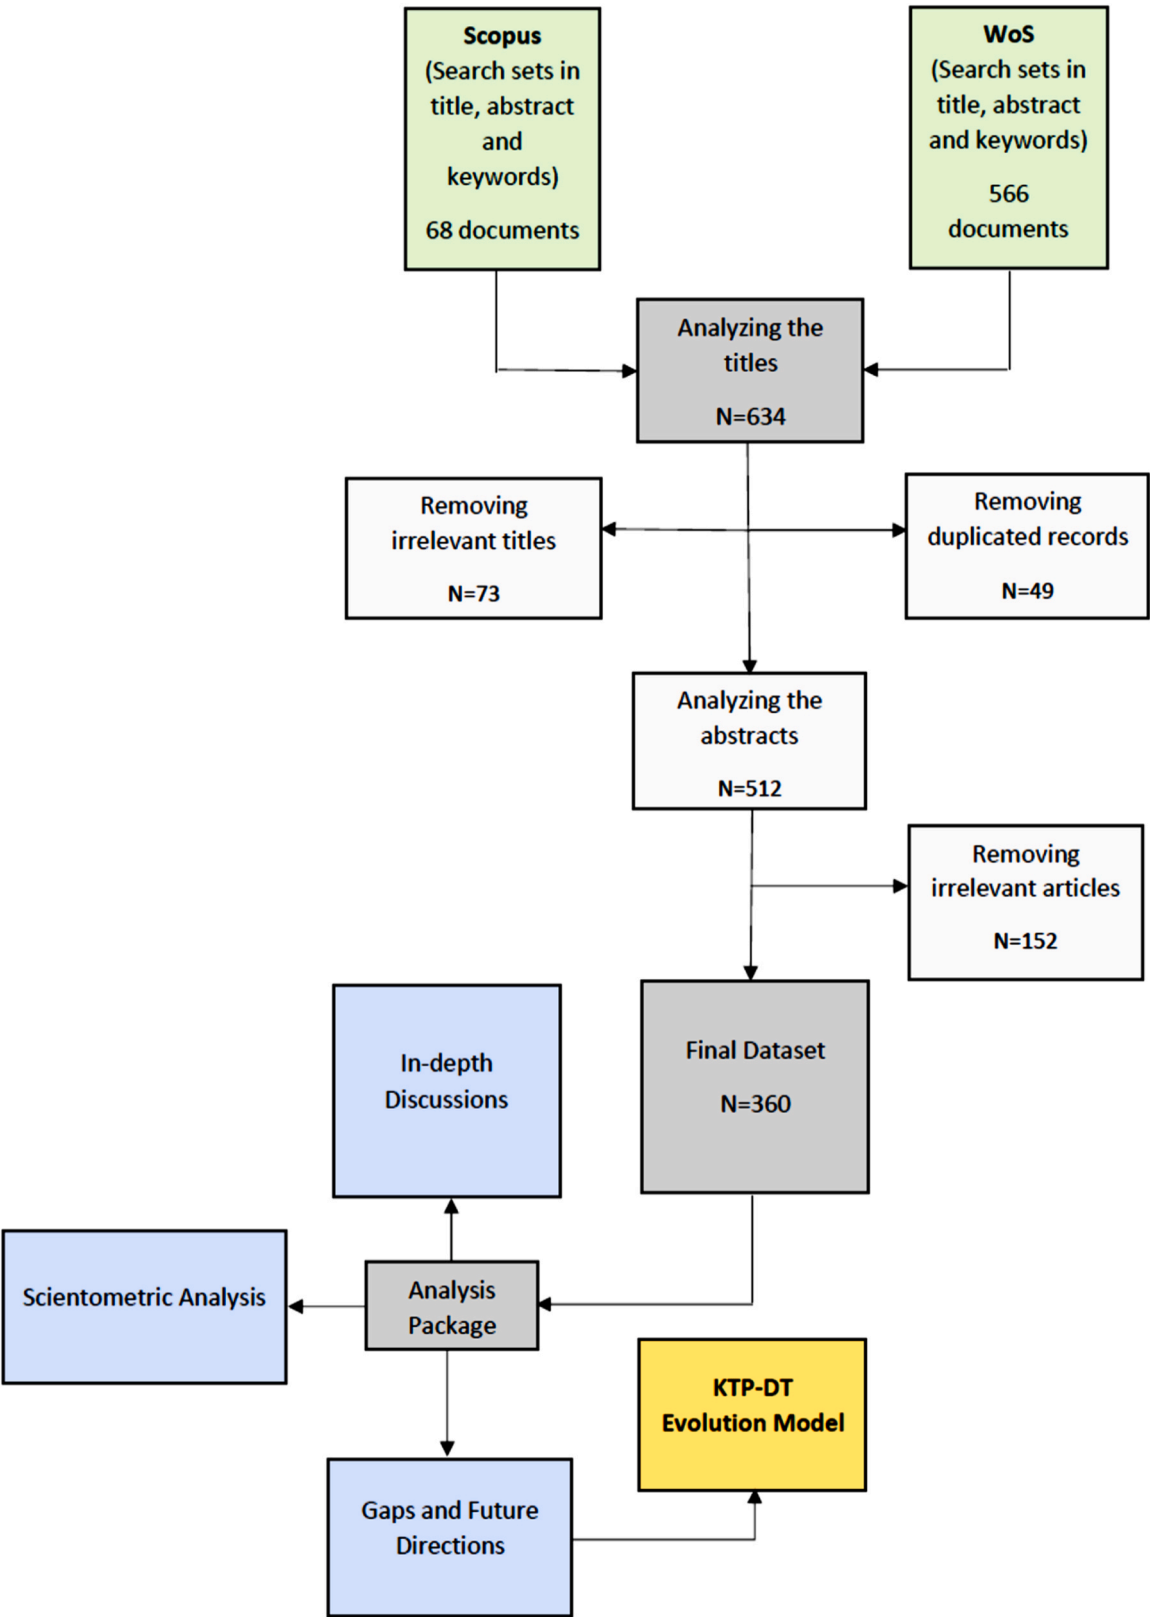 Scopus
(Search sets in
title, abstract
and
keywords)
68 documents
WoS
(Search sets in
title, abstract
and keywords)
566
documents
Analyzing the
titles
N=634
Removing
irrelevant titles
N=73
Removing
duplicated records
N=49
Analyzing the
abstracts
N=512
Removing
irrelevant articles
N=152
Final Dataset
N=360
In-depth
Discussions
Scientometric Analysis
Analysis
Package
KTP-DT
Evolution Model
Gaps and Future
Directions